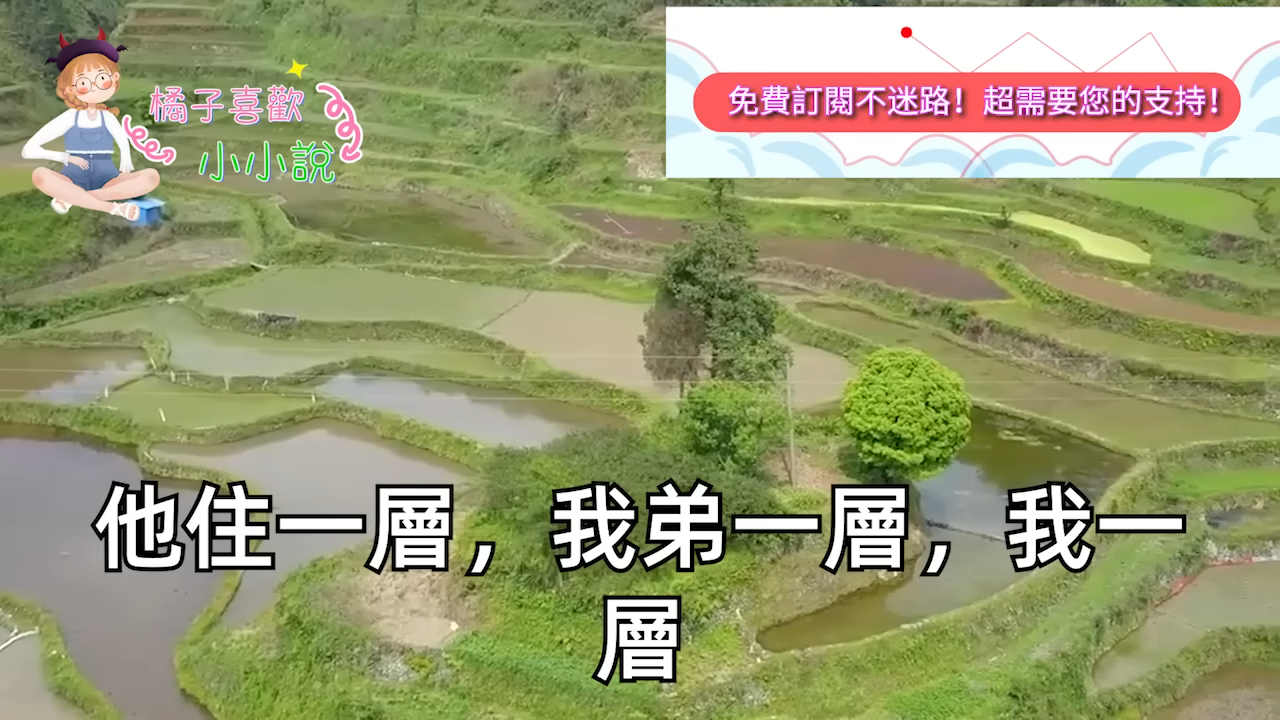 橘子喜歡
小小說
免費訂閱不迷路！超需要您的支持！
他住一層，我弟一層，我一
層